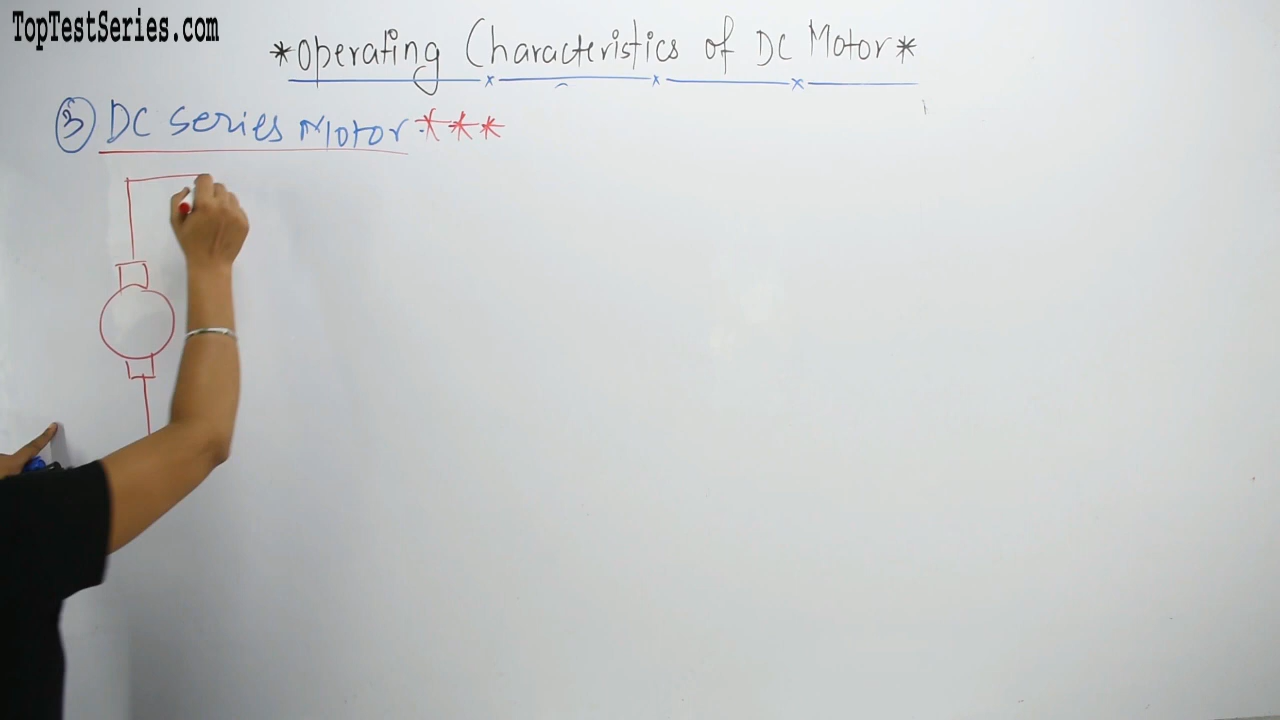 TopTestSeries.com
*Operating Characteristics of DC Motor*
3 DC Series Motor ***